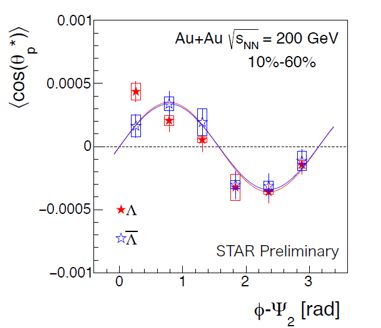 0.001
Au+Au √sNN = 200 GeV
10%-60%
⟨cos(θp*)⟩
0.0005
0
−0.0005
Λ
Λ̅
STAR Preliminary
−0.001
0 1 2 3
ϕ-Ψ2 [rad]